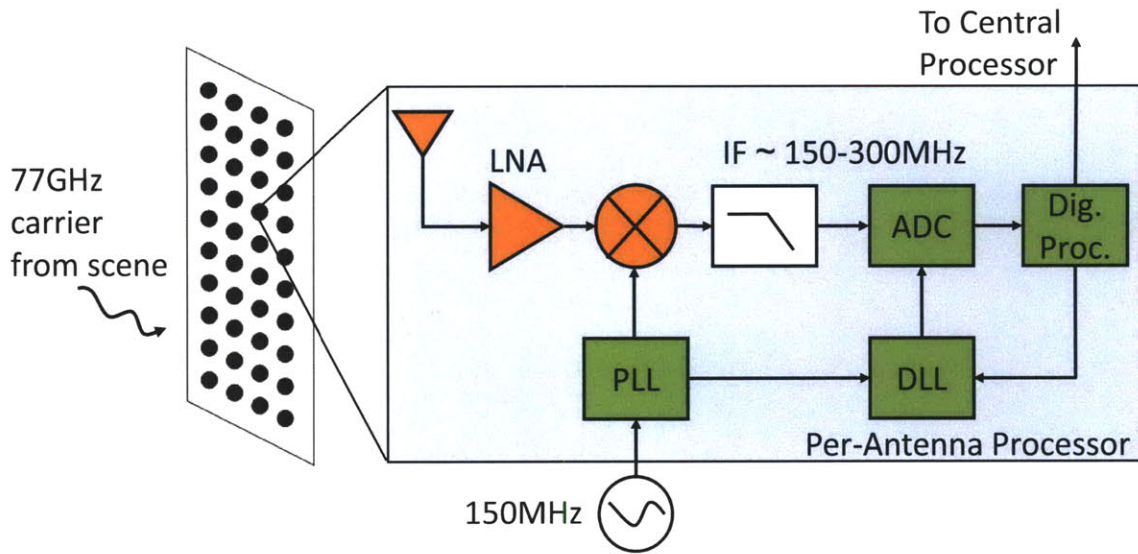 To Central
Processor
77GHz
carrier
from scene
LNA
IF ~ 150-300MHz
ADC
Dig.
Proc.
PLL
DLL
Per-Antenna Processor
150MHz